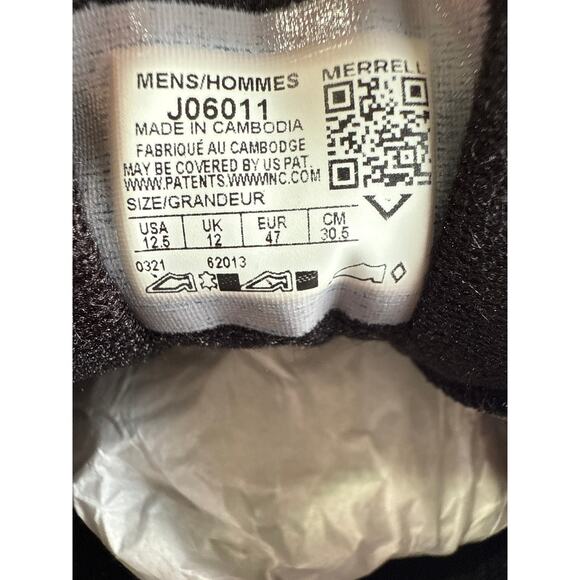 MENS/HOMMES
MERRELL
J06011
MADE IN CAMBODIA
FABRIQUÉ AU CAMBODGE
MAY BE COVERED BY US PAT.
WWW.PATENTS.WWWINC.COM
SIZE/GRANDEUR
USA UK EUR CM
12.5 12 47 30.5
0321 62013